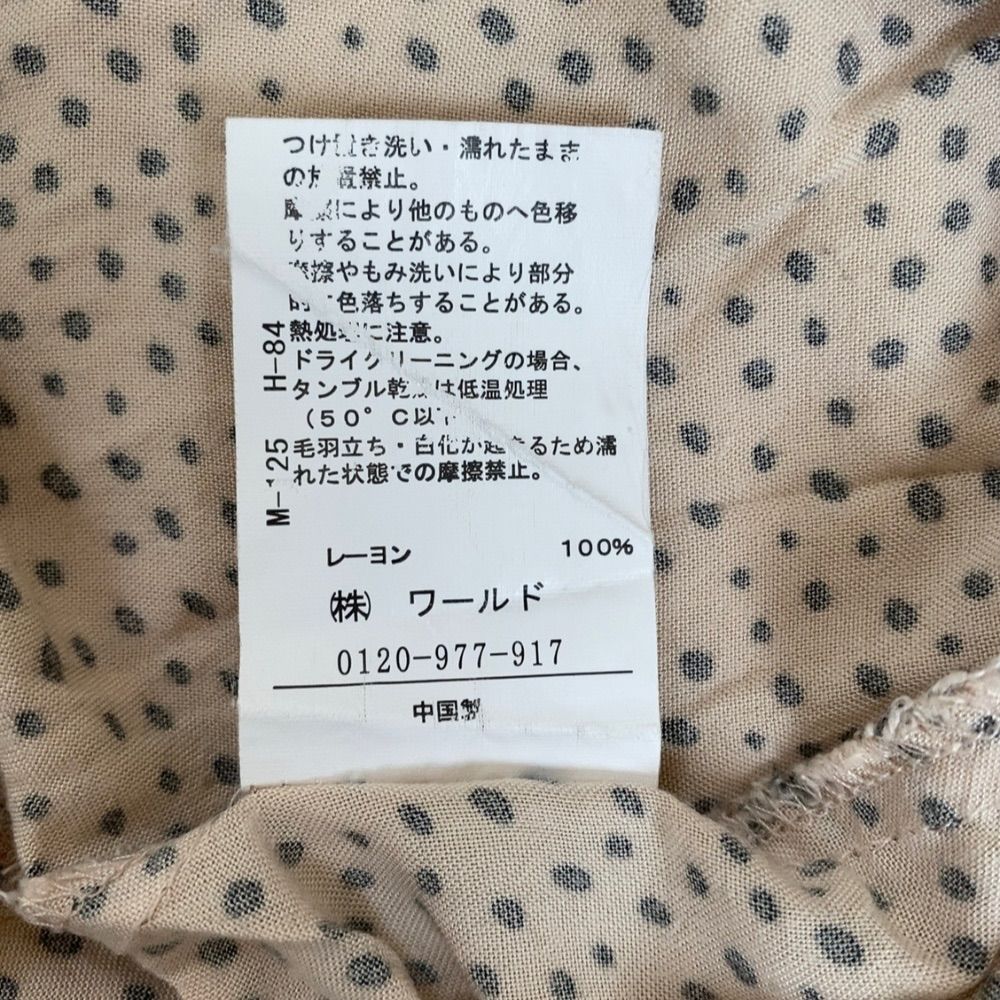 つけ置き洗い・濡れたまま
の放置禁止。
摩擦により他のものへ色移
りすることがある。
摩擦やもみ洗いにより部分
的に色落ちすることがある。
熱処理に注意。
ドライクリーニングの場合、
タンブル乾燥は低温処理
（50°C以下
毛羽立ち・白化が起きるため濡
れた状態での摩擦禁止。
H-84
M-125
レーヨン 100%
㈱ ワールド
0120-977-917
中国製